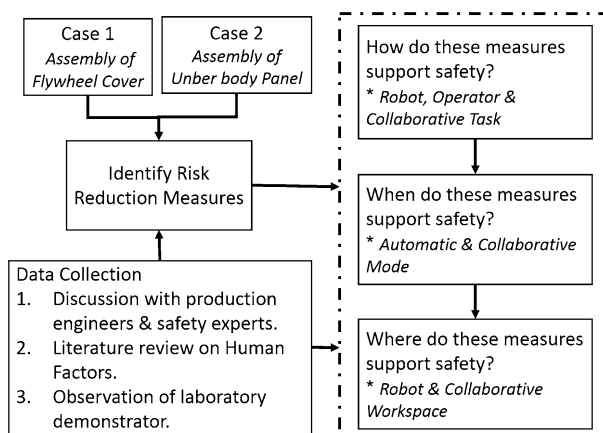 Case 1
Assembly of
Flywheel Cover
Case 2
Assembly of
Unber body Panel
Identify Risk
Reduction Measures
Data Collection
1. Discussion with production
engineers & safety experts.
2. Literature review on Human
Factors.
3. Observation of laboratory
demonstrator.
How do these measures
support safety?
* Robot, Operator &
Collaborative Task
When do these measures
support safety?
* Automatic & Collaborative
Mode
Where do these measures
support safety?
* Robot & Collaborative
Workspace